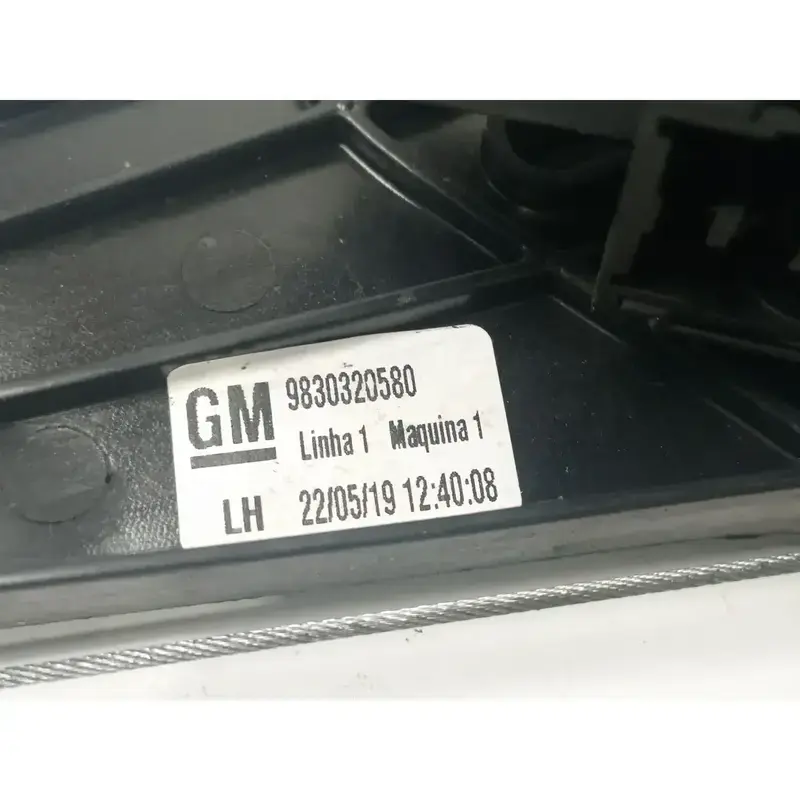 GM 9830320580
Linha 1 Maquina 1
LH 22/05/19 12:40:08